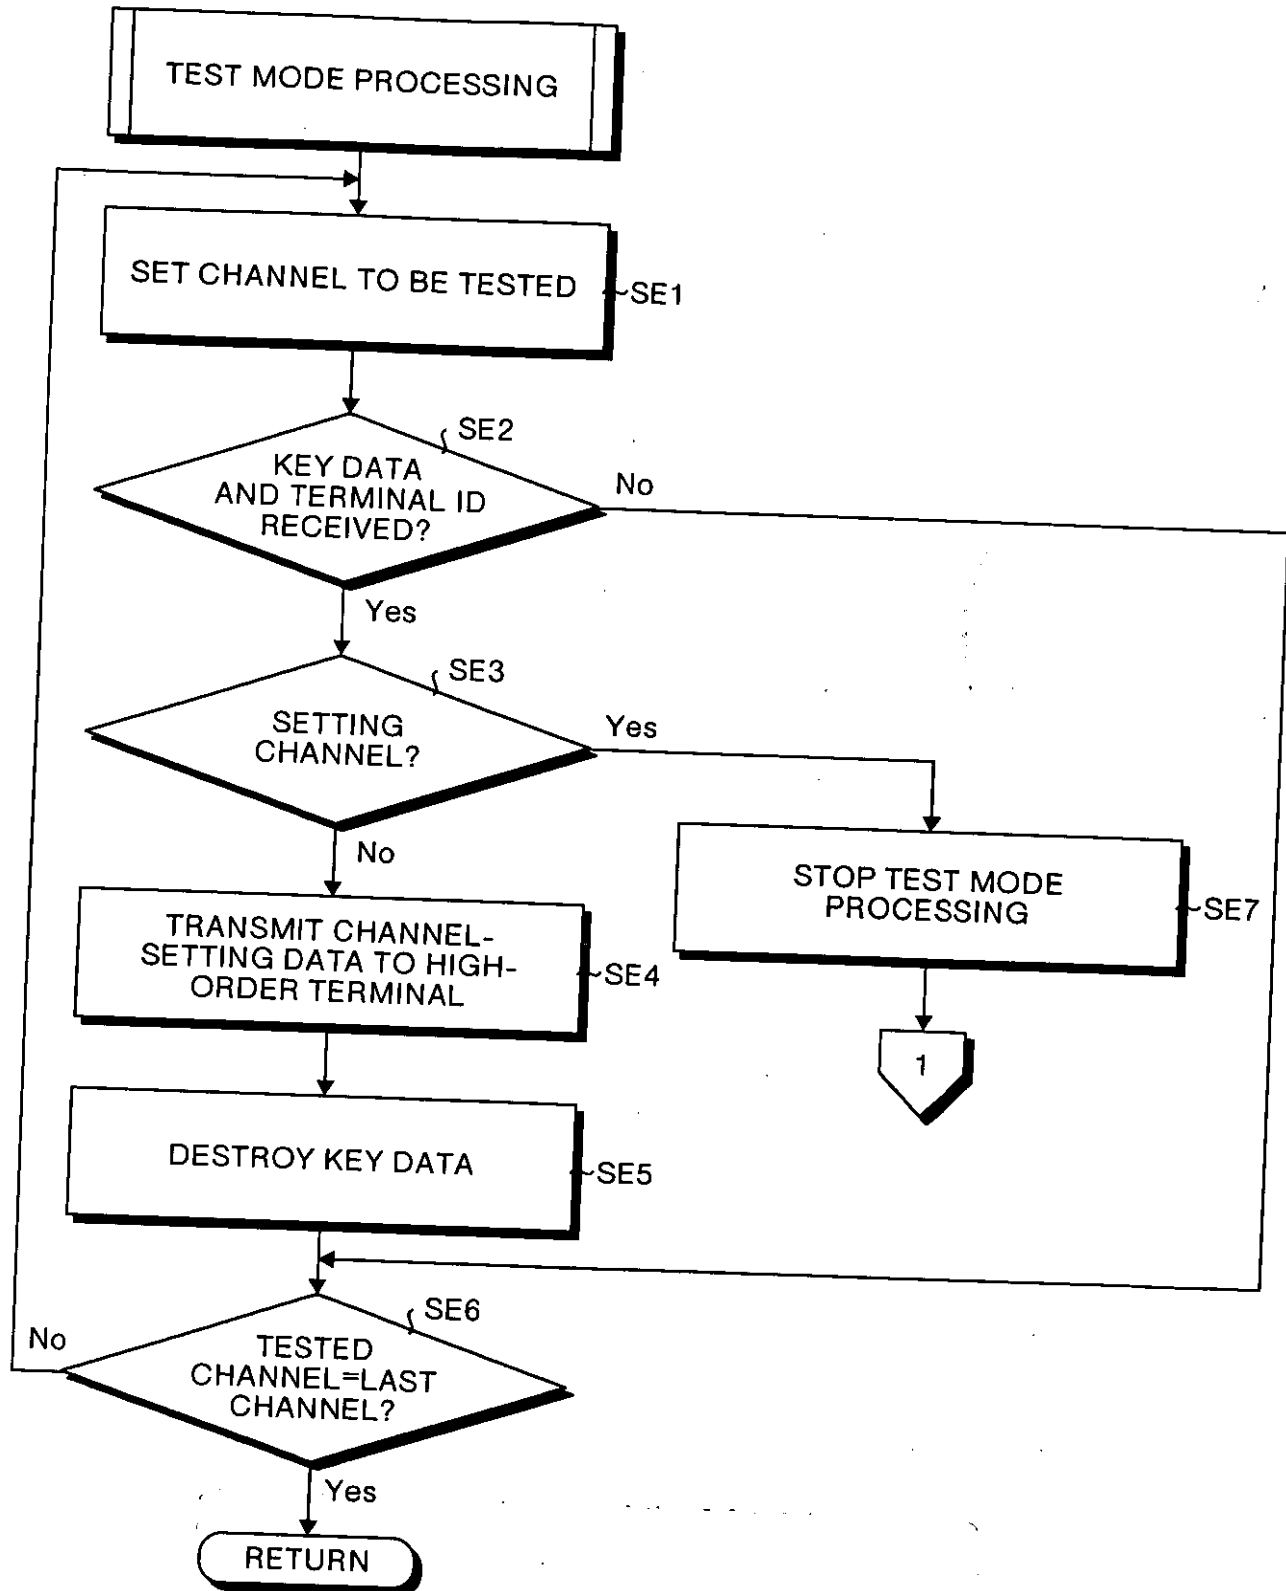 TEST MODE PROCESSING
SET CHANNEL TO BE TESTED
SE1
SE2
KEY DATA
AND TERMINAL ID
RECEIVED?
No
Yes
SE3
SETTING
CHANNEL?
Yes
No
STOP TEST MODE
PROCESSING
SE7
TRANSMIT CHANNEL-
SETTING DATA TO HIGH-
ORDER TERMINAL
SE4
1
DESTROY KEY DATA
SE5
SE6
No
TESTED
CHANNEL=LAST
CHANNEL?
Yes
RETURN